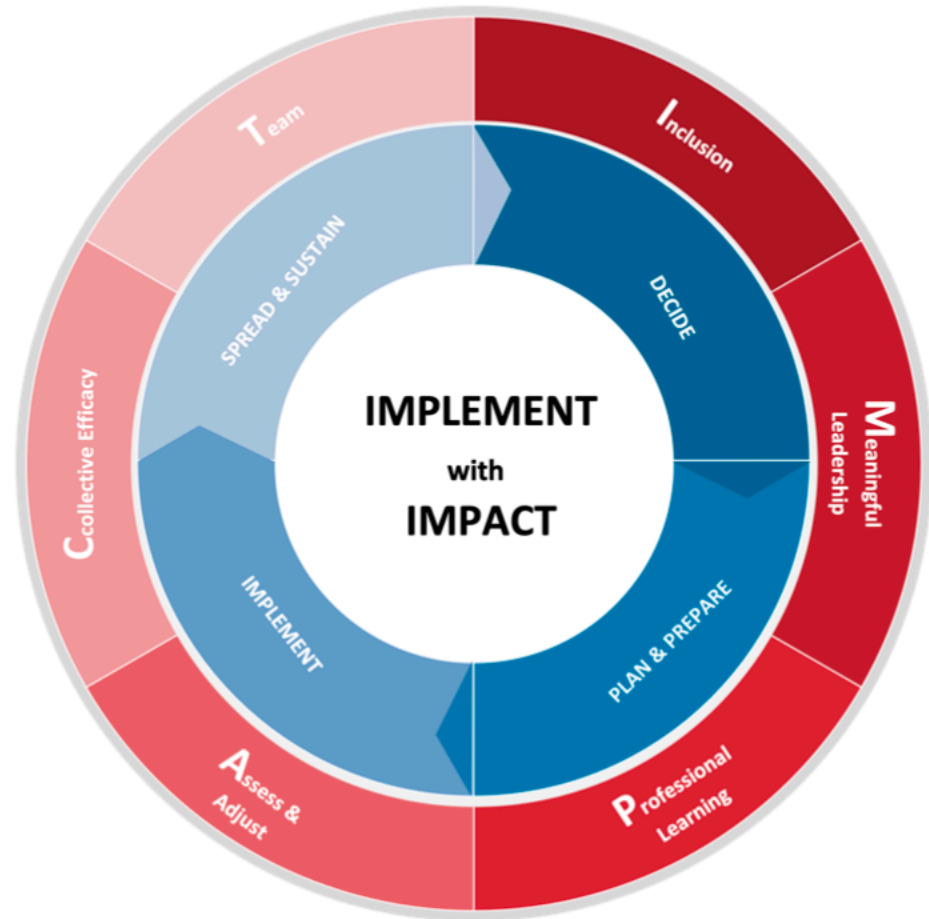 IMPLEMENT
with
IMPACT
DECIDE
PLAN & PREPARE
IMPLEMENT
SPREAD & SUSTAIN
Inclusion
Meaningful
Leadership
Professional
Learning
Assess &
Adjust
Ccollective Efficacy
Team